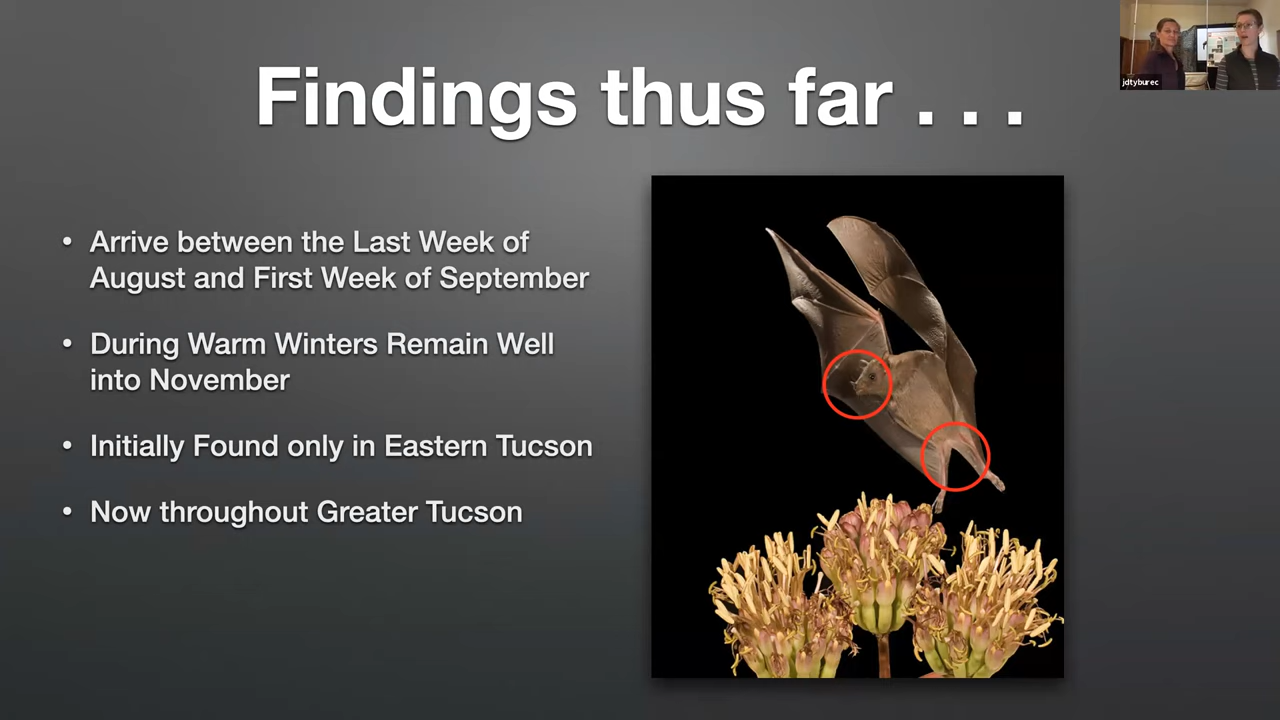 Findings thus far . . .
jdtyburec
• Arrive between the Last Week of
August and First Week of September
• During Warm Winters Remain Well
into November
• Initially Found only in Eastern Tucson
• Now throughout Greater Tucson